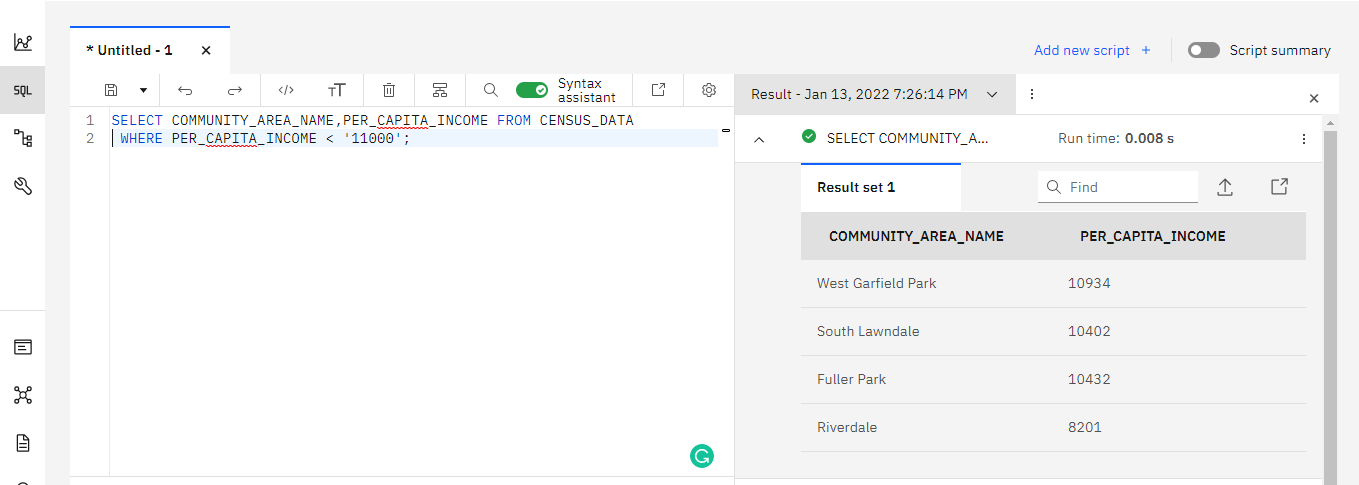 * Untitled - 1
Add new script +
Script summary
SQL
Syntax
assistant
1 SELECT COMMUNITY_AREA_NAME,PER_CAPITA_INCOME FROM CENSUS_DATA
2 WHERE PER_CAPITA_INCOME < '11000';
Result - Jan 13, 2022 7:26:14 PM
SELECT COMMUNITY_A... Run time: 0.008 s
Result set 1
Find
COMMUNITY_AREA_NAME PER_CAPITA_INCOME
West Garfield Park 10934
South Lawndale 10402
Fuller Park 10432
Riverdale 8201